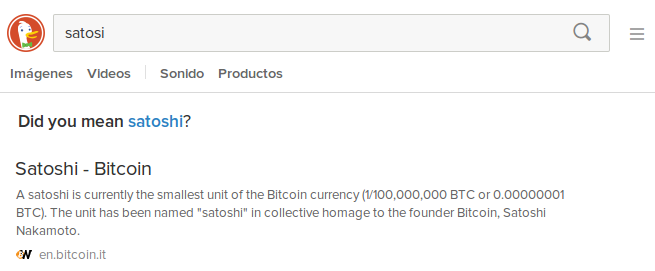 satosi
Imágenes Videos Sonido Productos
Did you mean satoshi?
Satoshi - Bitcoin
A satoshi is currently the smallest unit of the Bitcoin currency (1/100,000,000 BTC or 0.00000001
BTC). The unit has been named "satoshi" in collective homage to the founder Bitcoin, Satoshi
Nakamoto.
en.bitcoin.it